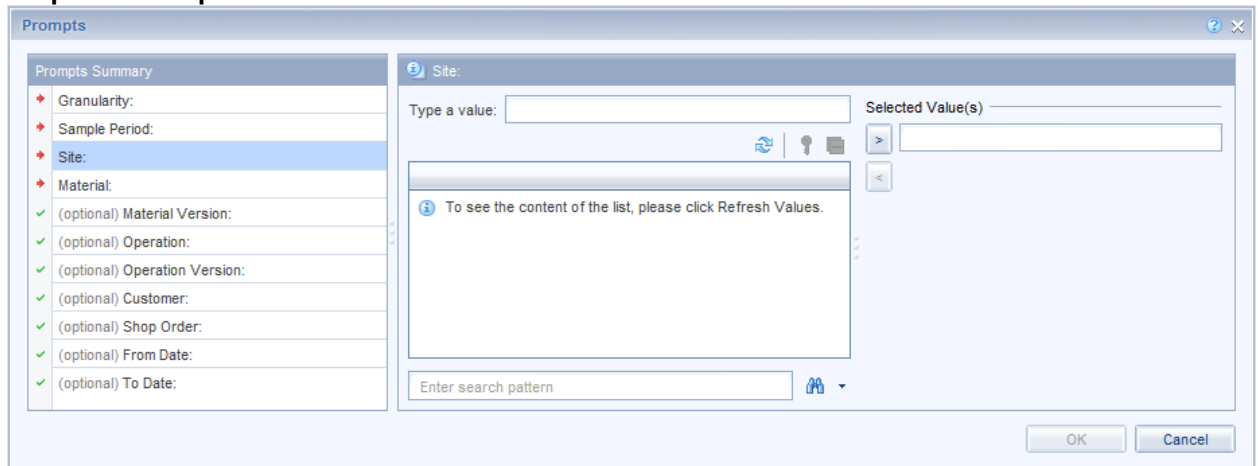 Prompts
Prompts Summary
Granularity:
Sample Period:
Site:
Material:
(optional) Material Version:
(optional) Operation:
(optional) Operation Version:
(optional) Customer:
(optional) Shop Order:
(optional) From Date:
(optional) To Date:
Site:
Type a value:
To see the content of the list, please click Refresh Values.
Enter search pattern
Selected Value(s)
>
<
OK
Cancel